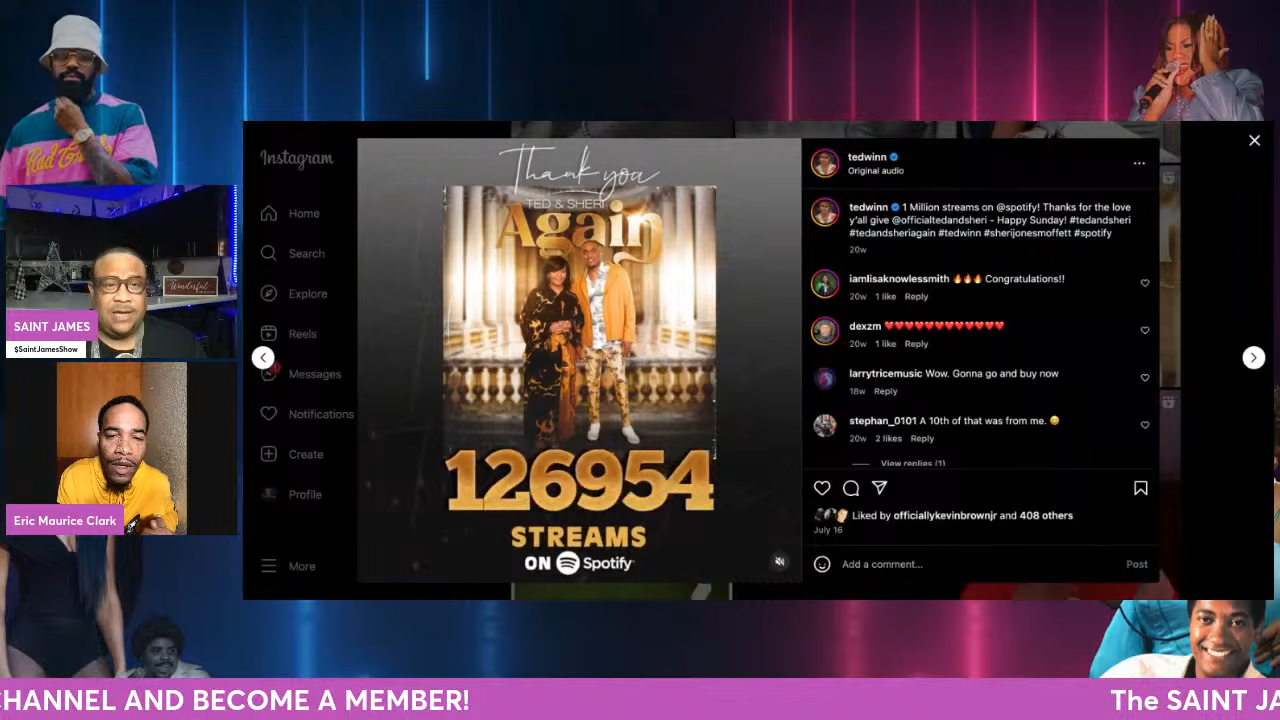 Rad
Wonderful
SAINT JAMES
$SaintJamesShow
Eric Maurice Clark
Instagram
Home
Search
Explore
Reels
Messages
Notifications
Create
Profile
More
Thank you
TED & SHERI
Again
126954
STREAMS
ON Spotify
tedwinn
Original audio
tedwinn 1 Million streams on @spotify! Thanks for the love
y'all give @officialtedandsheri - Happy Sunday! #tedandsheri
#tedandsheriagain #tedwinn #sherijonesmoffett #spotify
20w
iamlisaknowlessmith 🔥🔥🔥 Congratulations!!
20w 1 like Reply
dexzm ❤️❤️❤️❤️❤️❤️❤️❤️❤️❤️❤️❤️
20w 1 like Reply
larrytricemusic Wow. Gonna go and buy now
18w Reply
stephan_0101 A 10th of that was from me. 😂
20w 2 likes Reply
View replies (1)
Liked by officiallykevinbrownjr and 408 others
July 16
Add a comment... Post
CHANNEL AND BECOME A MEMBER! The SAINT JA